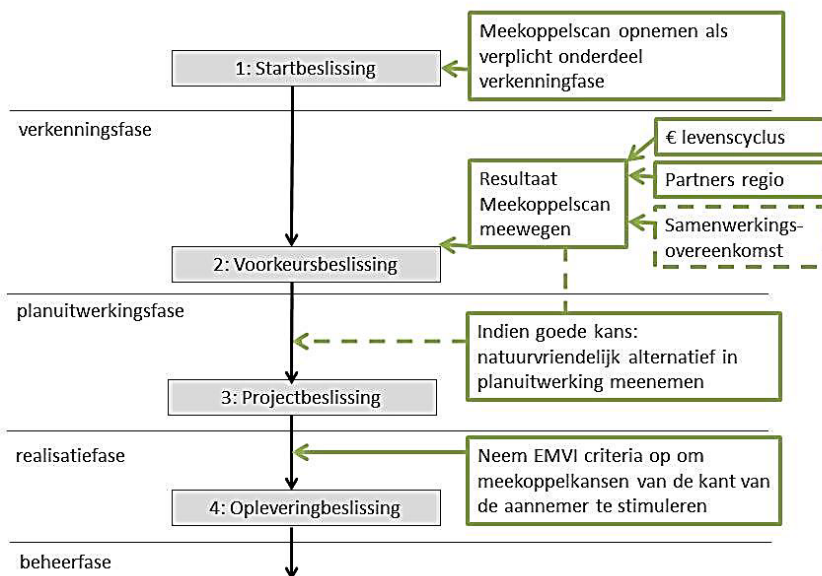 Meekoppelscan opnemen als
verplicht onderdeel
verkenningfase
1: Startbeslissing
verkenningsfase
€ levenscyclus
Resultaat
Meekoppelscan
meewegen
Partners regio
Samenwerkings-
overeenkomst
2: Voorkeursbeslissing
planuitwerkingsfase
Indien goede kans:
natuurvriendelijk alternatief in
planuitwerking meenemen
3: Projectbeslissing
realisatiefase
Neem EMVI criteria op om
meekoppelkansen van de kant van
de aannemer te stimuleren
4: Opleveringbeslissing
beheerfase